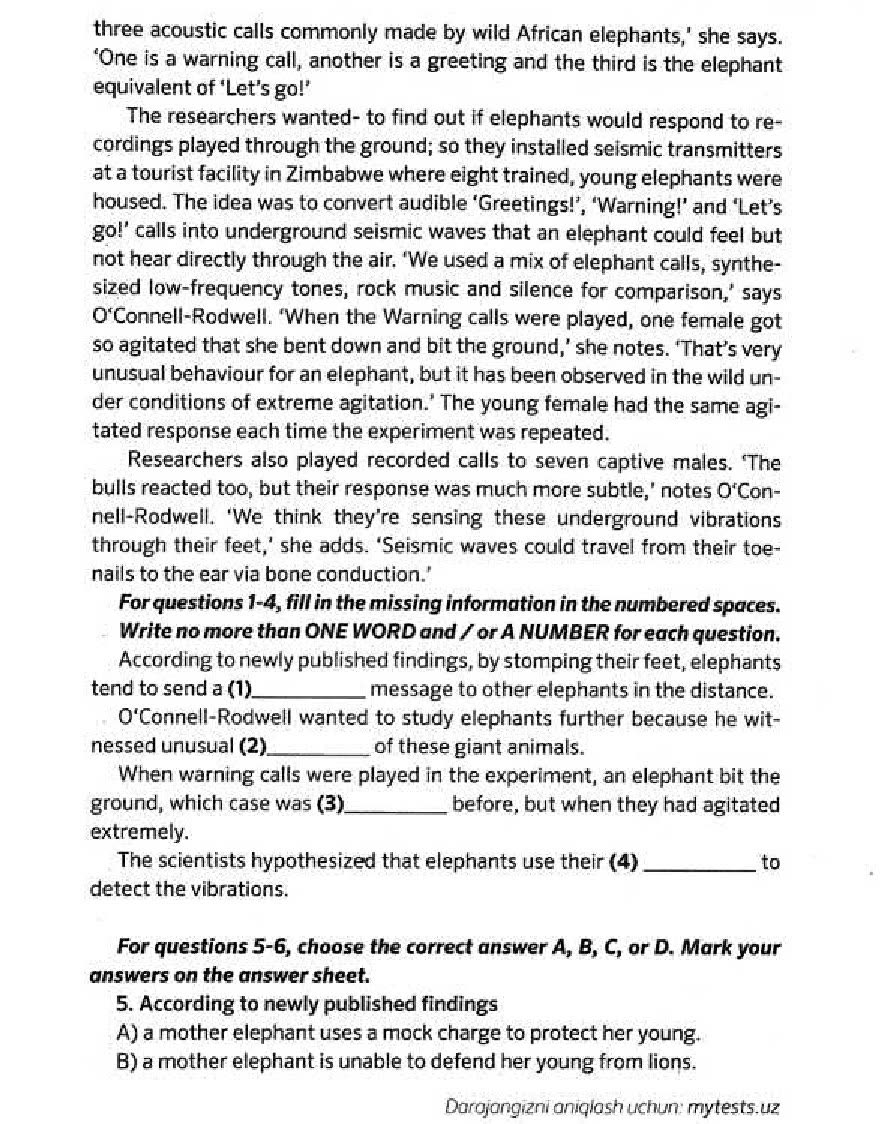 three acoustic calls commonly made by wild African elephants,' she says.
'One is a warning call, another is a greeting and the third is the elephant
equivalent of 'Let's go!'
The researchers wanted- to find out if elephants would respond to re-
cordings played through the ground; so they installed seismic transmitters
at a tourist facility in Zimbabwe where eight trained, young elephants were
housed. The idea was to convert audible 'Greetings!', 'Warning!' and 'Let's
go!' calls into underground seismic waves that an elephant could feel but
not hear directly through the air. 'We used a mix of elephant calls, synthe-
sized low-frequency tones, rock music and silence for comparison,' says
O'Connell-Rodwell. 'When the Warning calls were played, one female got
so agitated that she bent down and bit the ground,' she notes. 'That's very
unusual behaviour for an elephant, but it has been observed in the wild un-
der conditions of extreme agitation.' The young female had the same agi-
tated response each time the experiment was repeated.
Researchers also played recorded calls to seven captive males. 'The
bulls reacted too, but their response was much more subtle,' notes O'Con-
nell-Rodwell. 'We think they're sensing these underground vibrations
through their feet,' she adds. 'Seismic waves could travel from their toe-
nails to the ear via bone conduction.'
For questions 1-4, fill in the missing information in the numbered spaces.
Write no more than ONE WORD and / or A NUMBER for each question.
According to newly published findings, by stomping their feet, elephants
tend to send a (1)__________ message to other elephants in the distance.
O'Connell-Rodwell wanted to study elephants further because he wit-
nessed unusual (2)_________ of these giant animals.
When warning calls were played in the experiment, an elephant bit the
ground, which case was (3)_________ before, but when they had agitated
extremely.
The scientists hypothesized that elephants use their (4) __________ to
detect the vibrations.
For questions 5-6, choose the correct answer A, B, C, or D. Mark your
answers on the answer sheet.
5. According to newly published findings
A) a mother elephant uses a mock charge to protect her young.
B) a mother elephant is unable to defend her young from lions.
Darajangizni aniqlash uchun: mytests.uz